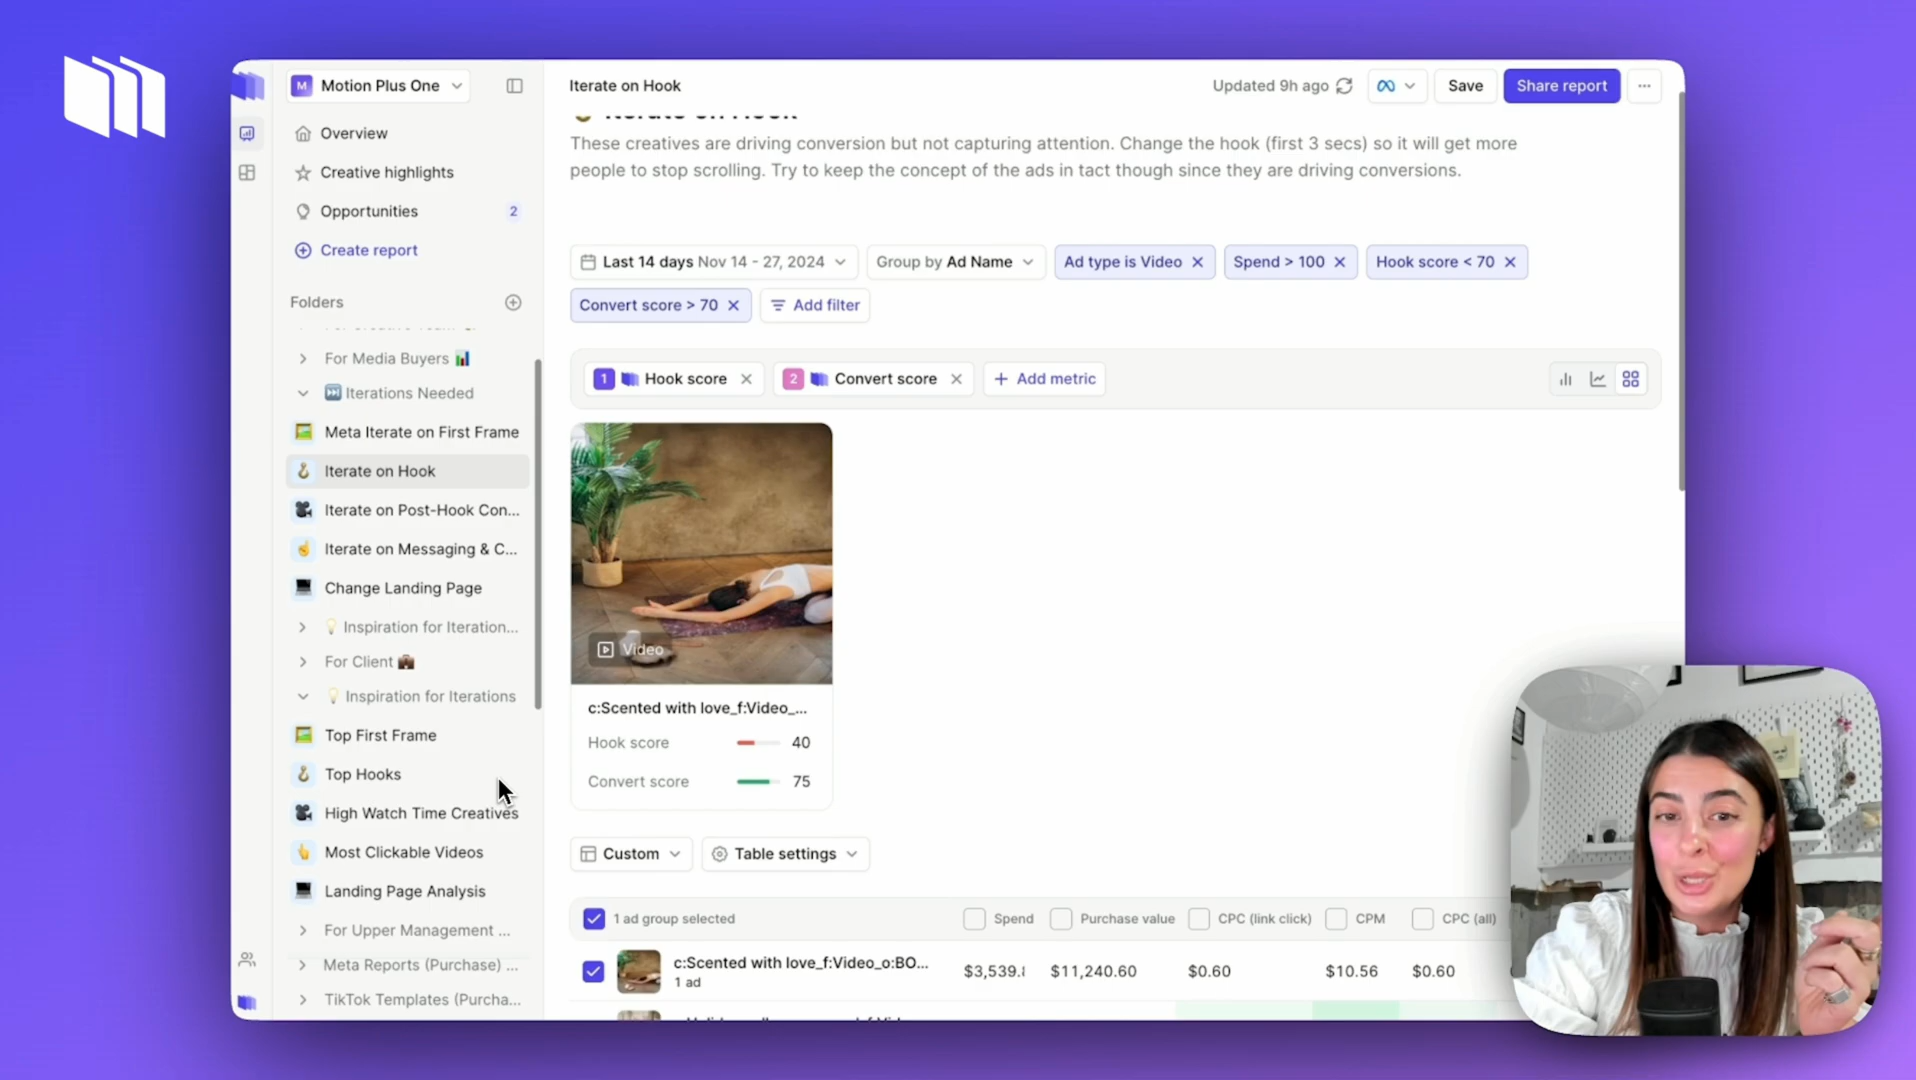 M Motion Plus One
Overview
Creative highlights
Opportunities 2
Create report
Folders
For Media Buyers
Iterations Needed
Meta Iterate on First Frame
Iterate on Hook
Iterate on Post-Hook Con...
Iterate on Messaging & C...
Change Landing Page
Inspiration for Iteration...
For Client
Inspiration for Iterations
Top First Frame
Top Hooks
High Watch Time Creatives
Most Clickable Videos
Landing Page Analysis
For Upper Management ...
Meta Reports (Purchase) ...
TikTok Templates (Purcha...
Iterate on Hook
Updated 9h ago
Save
Share report
Iterate on Hook
These creatives are driving conversion but not capturing attention. Change the hook (first 3 secs) so it will get more
people to stop scrolling. Try to keep the concept of the ads in tact though since they are driving conversions.
Last 14 days Nov 14 - 27, 2024
Group by Ad Name
Ad type is Video
Spend > 100
Hook score < 70
Convert score > 70
Add filter
1 Hook score
2 Convert score
+ Add metric
Video
c:Scented with love_f:Video_...
Hook score 40
Convert score 75
Custom
Table settings
1 ad group selected Spend Purchase value CPC (link click) CPM CPC (all)
c:Scented with love_f:Video_o:BO... $3,539.8 $11,240.60 $0.60 $10.56 $0.60
1 ad